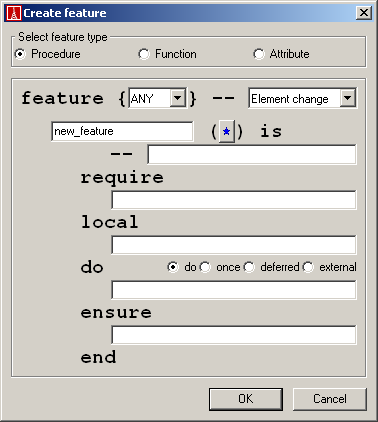 Create feature
Select feature type
Procedure Function Attribute
feature {ANY} -- Element change
new_feature (★) is
--
require
local
do do once deferred external
ensure
end
OK Cancel